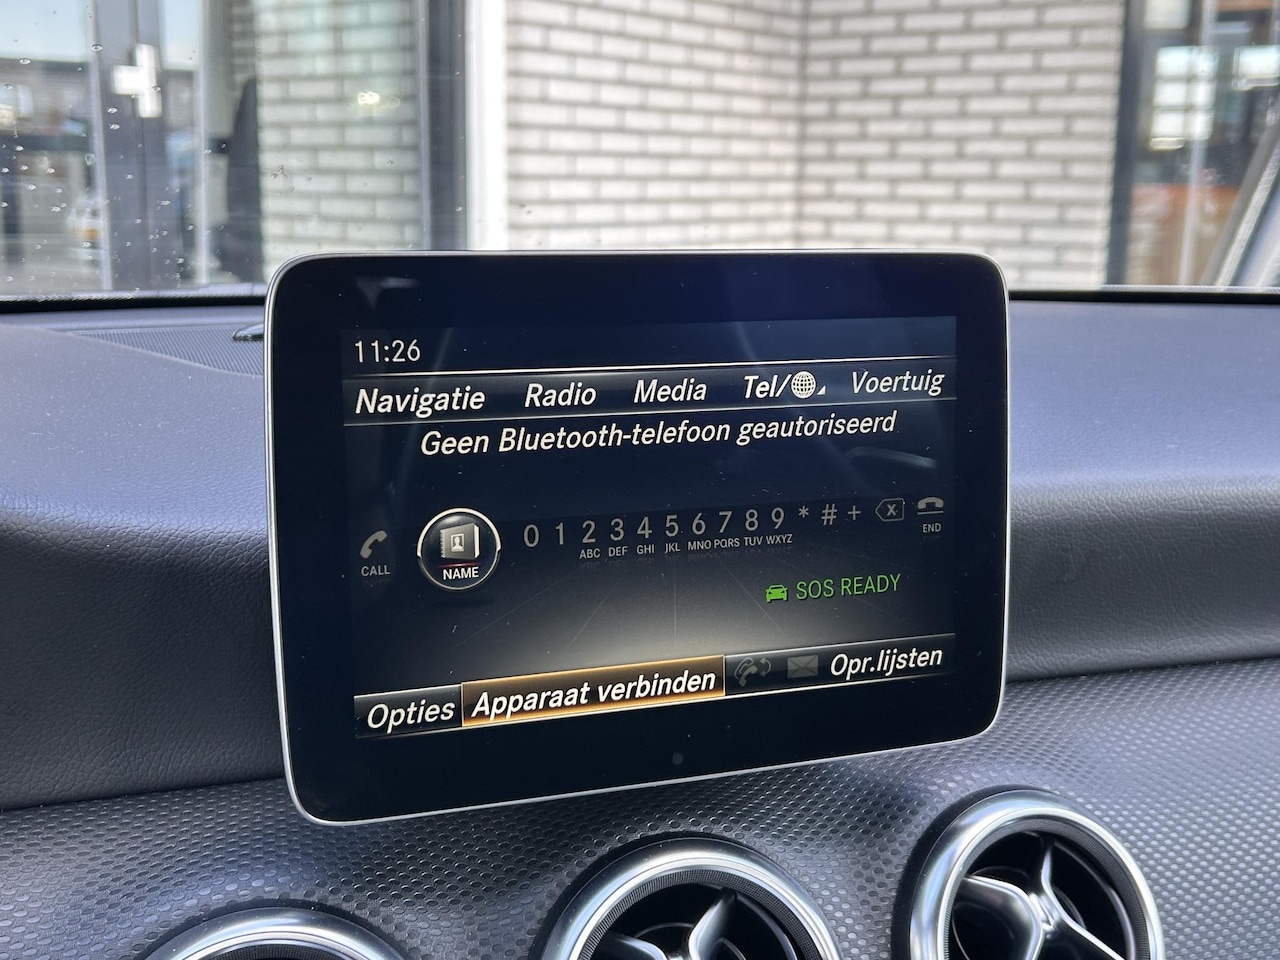 11:26
Navigatie Radio Media Tel/ Voertuig
Geen Bluetooth-telefoon geautoriseerd
CALL NAME 0 1 2 3 4 5 6 7 8 9 * # + X END
ABC DEF GHI JKL MNO PQRS TUV WXYZ
SOS READY
Opties Apparaat verbinden Opr.lijsten